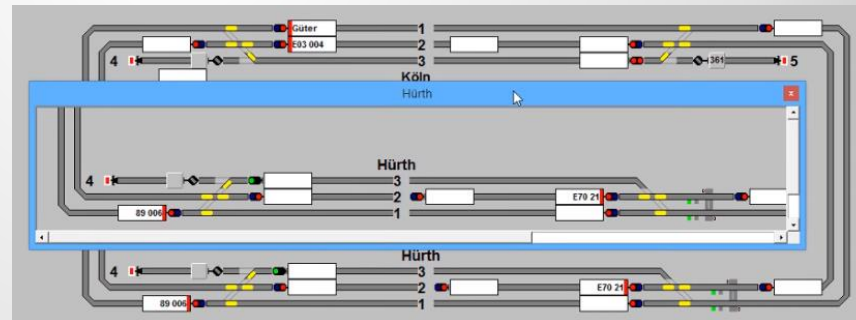 Güter 1
E03 004 2
4 3 361 5
Köln
Hürth
x
Hürth
4 3
2 E70 21
89 006 1
Hürth
4 3
2 E70 21
89 006 1